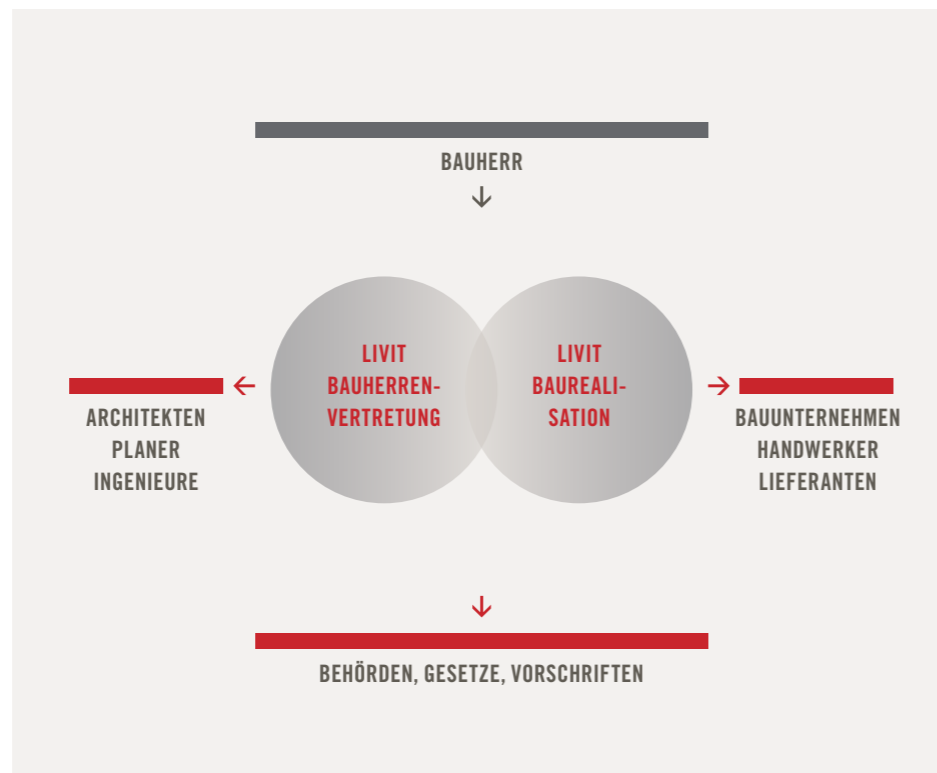 BAUHERR
LIVIT
BAUHERREN-
VERTRETUNG
LIVIT
BAUREALI-
SATION
ARCHITEKTEN
PLANER
INGENIEURE
BAUUNTERNEHMEN
HANDWERKER
LIEFERANTEN
BEHÖRDEN, GESETZE, VORSCHRIFTEN